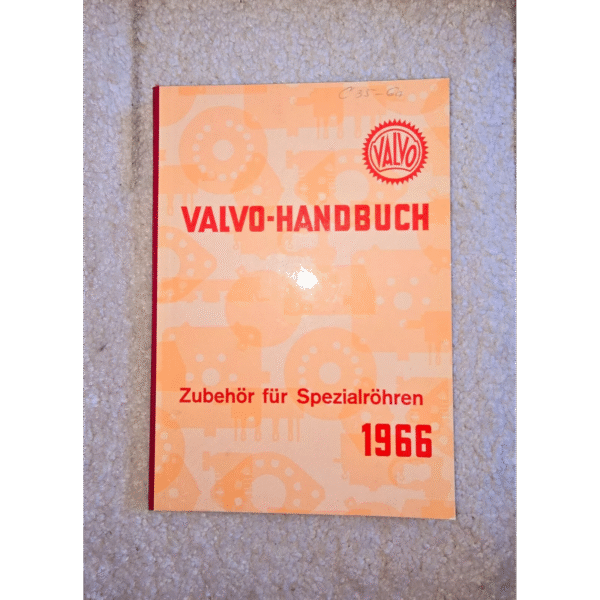 VALVO
VALVO-HANDBUCH
Zubehör für Spezialröhren
1966